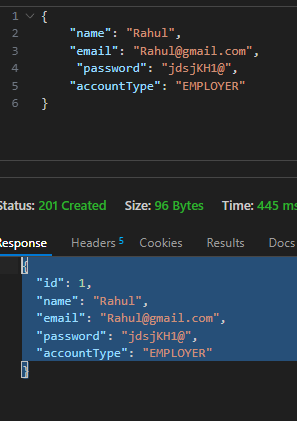 1 {
2 "name": "Rahul",
3 "email": "Rahul@gmail.com",
4 "password": "jdsjKH1@",
5 "accountType": "EMPLOYER"
6 }
Status: 201 Created Size: 96 Bytes Time: 445 ms
Response Headers 5 Cookies Results Docs
{
"id": 1,
"name": "Rahul",
"email": "Rahul@gmail.com",
"password": "jdsjKH1@",
"accountType": "EMPLOYER"
}